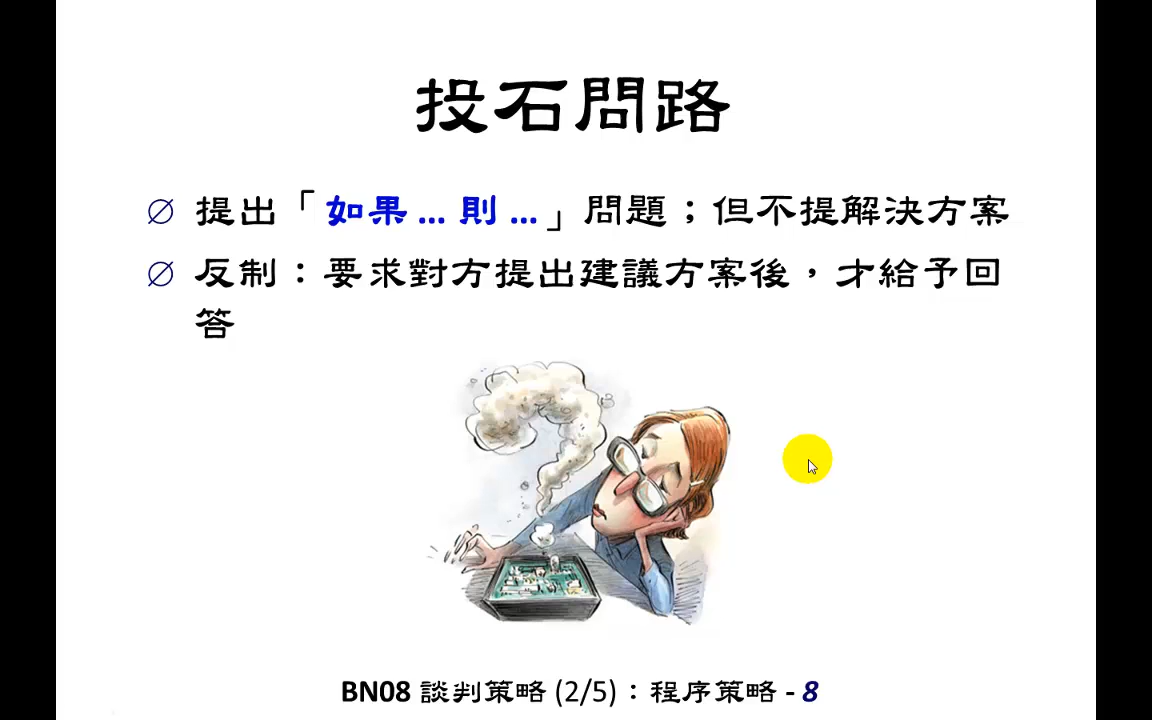 投石問路
提出「如果 ... 則 ...」問題；但不提解決方案
反制：要求對方提出建議方案後，才給予回
答
BN08 談判策略 (2/5)：程序策略 - 8